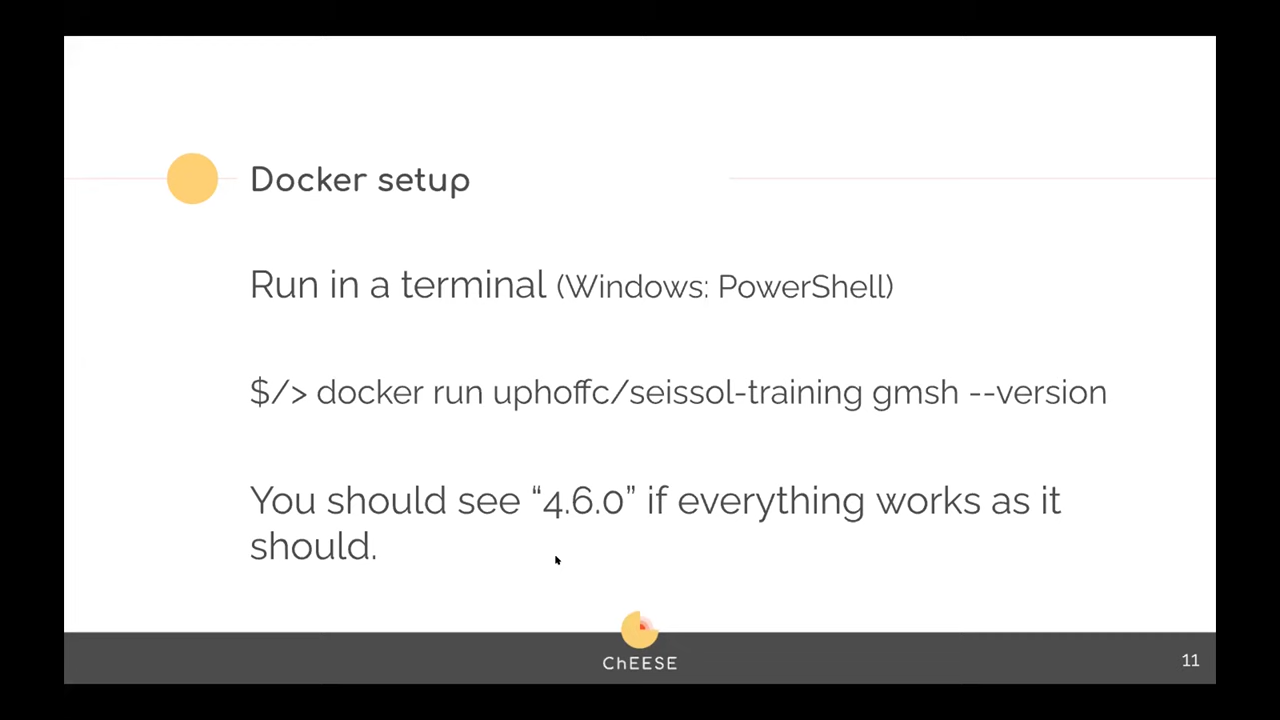 Docker setup
Run in a terminal (Windows: PowerShell)
$/> docker run uphoffc/seissol-training gmsh --version
You should see “4.6.0” if everything works as it
should.
ChEESE
11